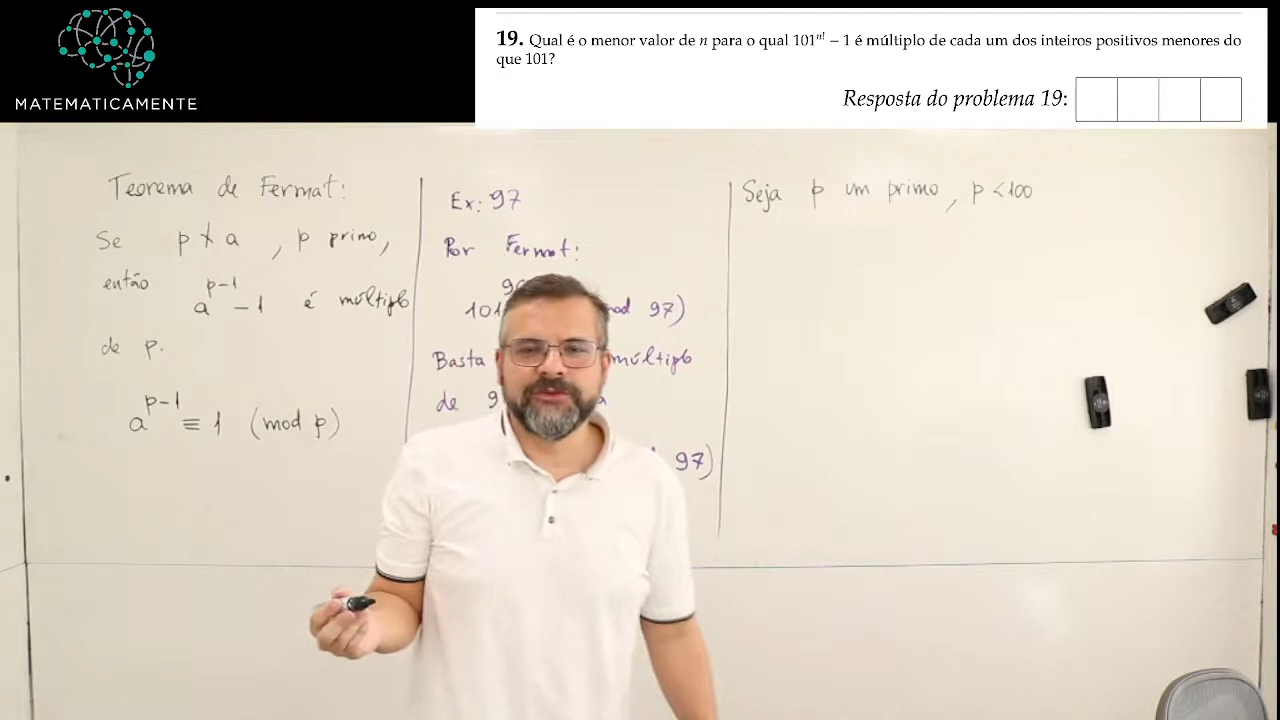 MATEMATICAMENTE
19. Qual é o menor valor de n para o qual 101^{n!} − 1 é múltiplo de cada um dos inteiros positivos menores do
que 101?
Resposta do problema 19:
Teorema de Fermat:
Se p ∤ a , p primo,
então a^{p-1} - 1 é múltiplo
de p.
a^{p-1} ≡ 1 (mod p)
Ex: 97
Por Fermat:
101 mod 97)
Basta múltiplo
de 9
97)
Seja p um primo, p < 100